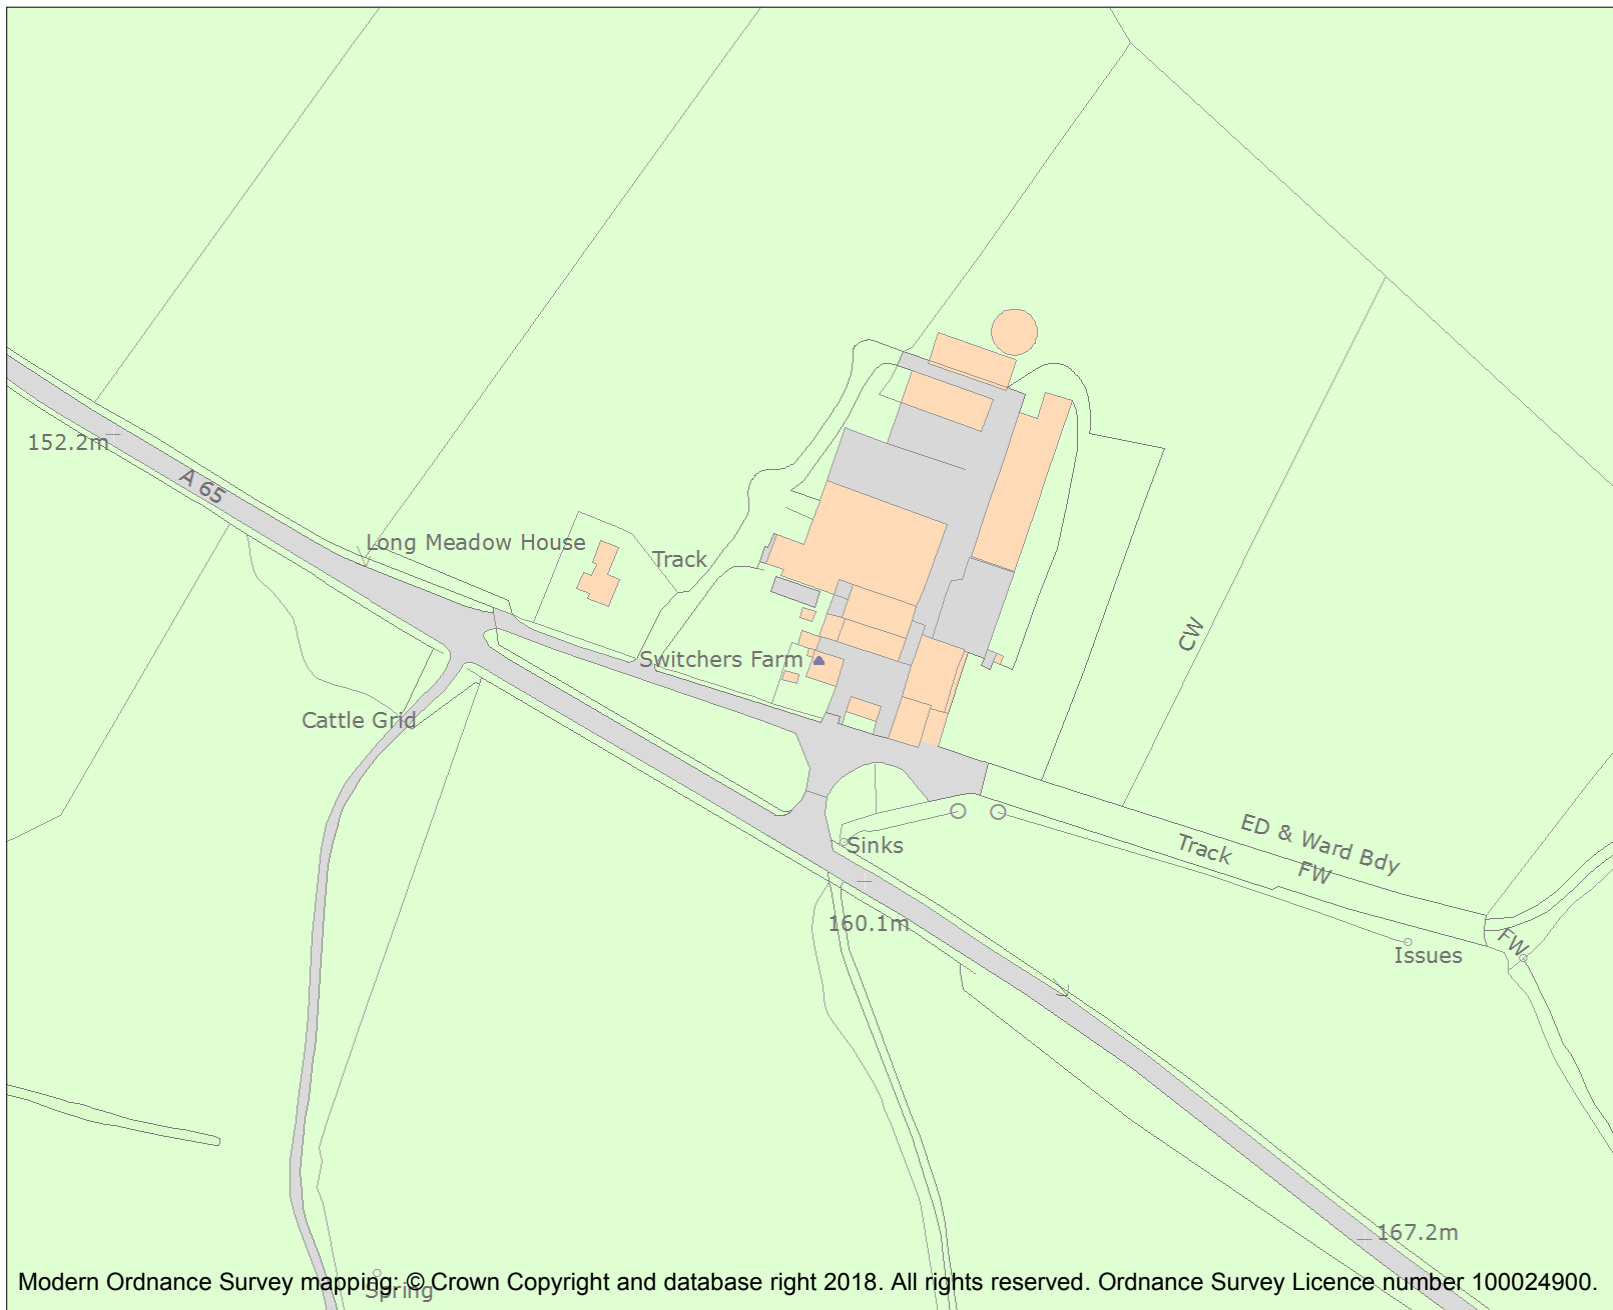 152.2m
A 65
Long Meadow House
Track
CW
Switchers Farm
Cattle Grid
ED & Ward Bdy
Sinks
Track
FW
160.1m
FW
Issues
167.2m
Spring
Modern Ordnance Survey mapping: © Crown Copyright and database right 2018. All rights reserved. Ordnance Survey Licence number 100024900.